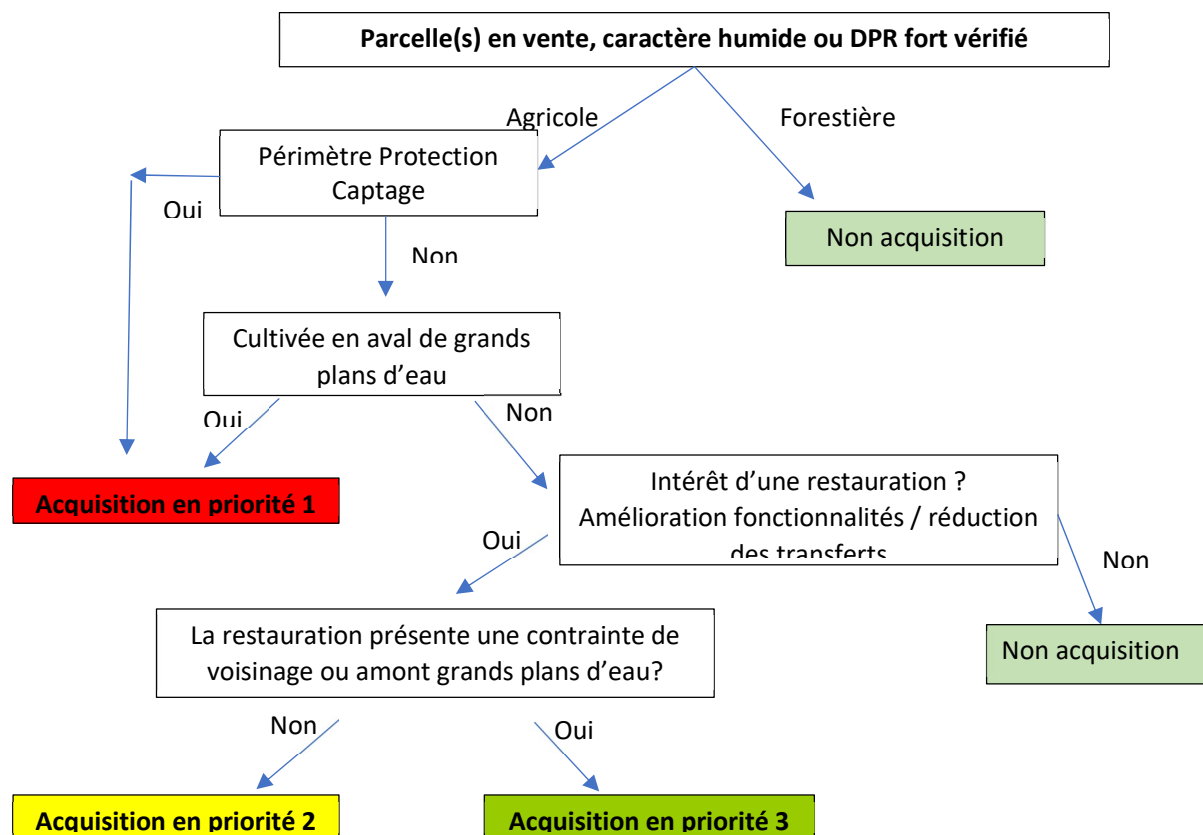 Parcelle(s) en vente, caractère humide ou DPR fort vérifié
Agricole
Forestière
Périmètre Protection
Captage
Oui
Non acquisition
Non
Cultivée en aval de grands
plans d’eau
Oui
Non
Acquisition en priorité 1
Intérêt d’une restauration ?
Amélioration fonctionnalités / réduction
des transferts
Oui
Non
La restauration présente une contrainte de
voisinage ou amont grands plans d’eau?
Non acquisition
Non
Oui
Acquisition en priorité 2
Acquisition en priorité 3